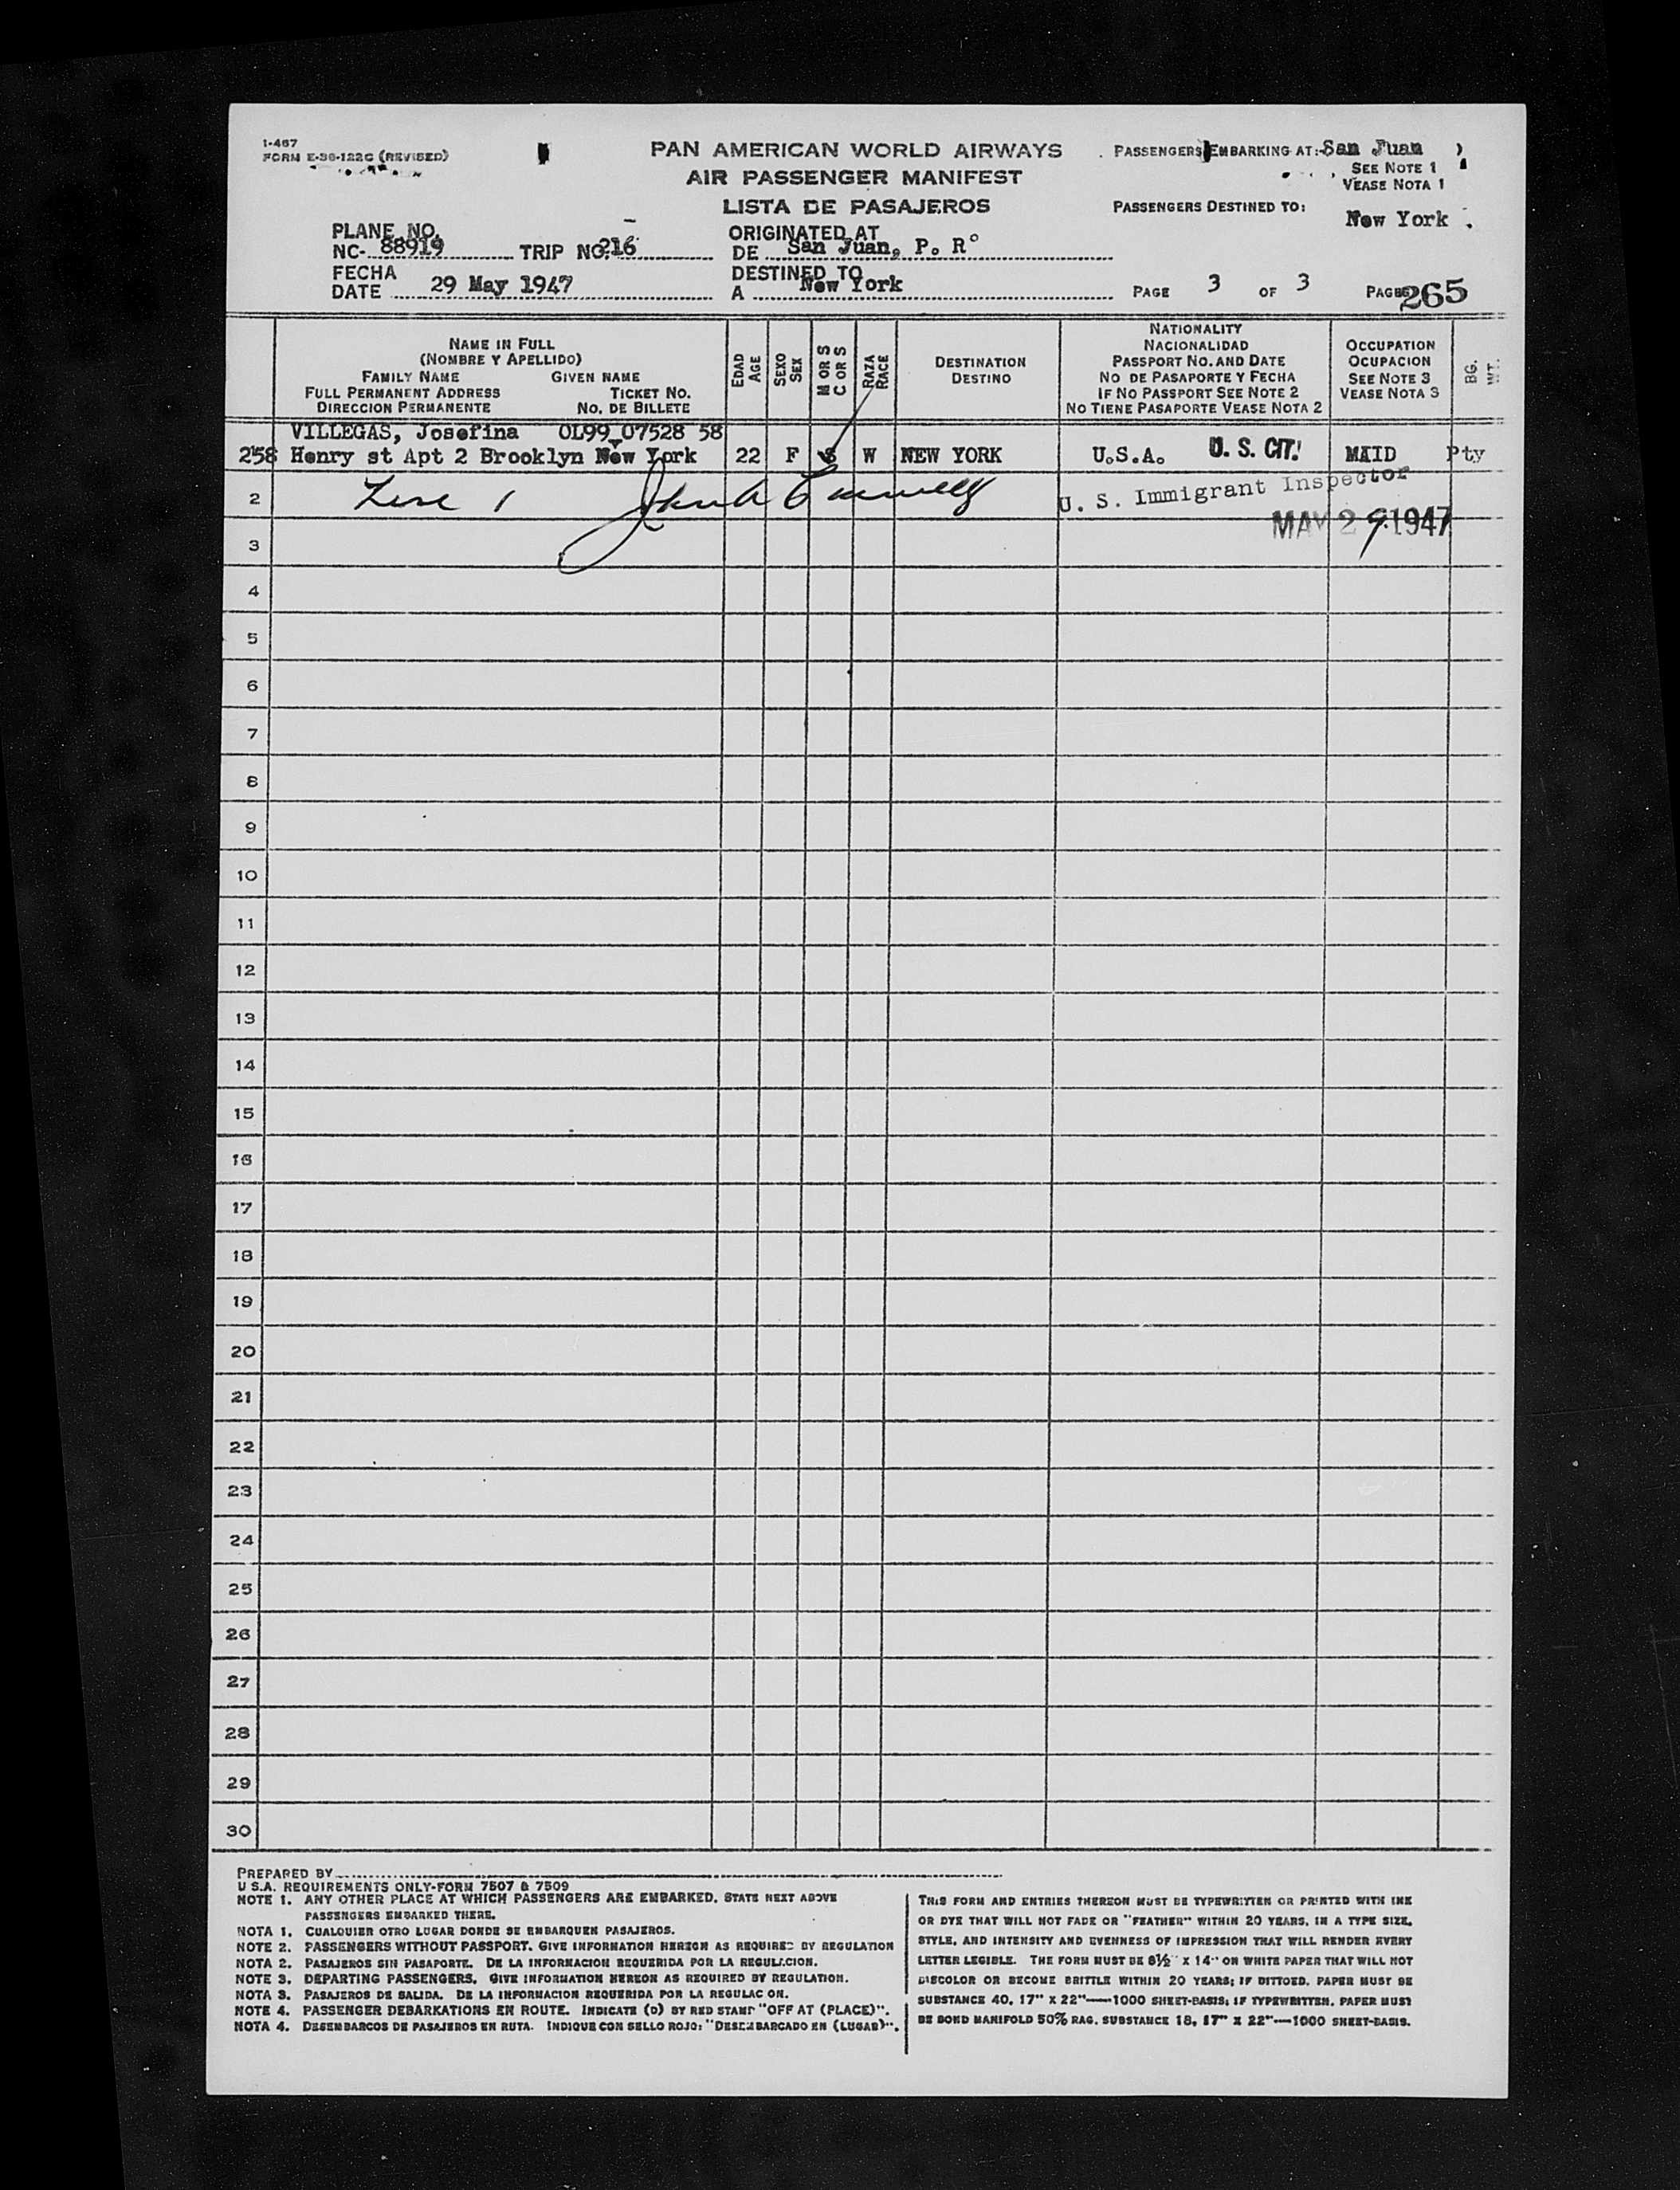 1-467
FORM E-36-122C (REVISED)
PAN AMERICAN WORLD AIRWAYS
AIR PASSENGER MANIFEST
LISTA DE PASAJEROS
PASSENGERS EMBARKING AT:-San Juan
SEE NOTE 1
VEASE NOTA 1
PASSENGERS DESTINED TO:
New York
PLANE NO.
NC- 88919 TRIP NO. 216
ORIGINATED AT
DE San Juan, P. R.
FECHA
DATE 29 May 1947
DESTINED TO
A New York
PAGE 3 OF 3 PAGES
265
NAME IN FULL
(NOMBRE Y APELLIDO)
FAMILY NAME GIVEN NAME
FULL PERMANENT ADDRESS TICKET NO.
DIRECCION PERMANENTE NO. DE BILLETE
EDAD
AGE
SEXO
SEX
M OR S
C OR S
RAZA
RACE
DESTINATION
DESTINO
NATIONALITY
NACIONALIDAD
PASSPORT NO. AND DATE
NO DE PASAPORTE Y FECHA
IF NO PASSPORT SEE NOTE 2
NO TIENE PASAPORTE VEASE NOTA 2
OCCUPATION
OCUPACION
SEE NOTE 3
VEASE NOTA 3
BG.
WT.
VILLEGAS, Josefina OL99 07528 58
258 Henry st Apt 2 Brooklyn New York 22 F S W NEW YORK U.S.A. U. S. CIT. MAID Pty
2 Line 1 U. S. Immigrant Inspector
MAY 29 1947
3
4
5
6
7
8
9
10
11
12
13
14
15
16
17
18
19
20
21
22
23
24
25
26
27
28
29
30
PREPARED BY
U S.A. REQUIREMENTS ONLY-FORM 7507 & 7509
NOTE 1. ANY OTHER PLACE AT WHICH PASSENGERS ARE EMBARKED. STATE NEXT ABOVE
PASSENGERS EMBARKED THERE.
NOTA 1. CUALQUIER OTRO LUGAR DONDE SE EMBARQUEN PASAJEROS.
NOTE 2. PASSENGERS WITHOUT PASSPORT. GIVE INFORMATION HEREON AS REQUIRED BY REGULATION
NOTA 2. PASAJEROS SIN PASAPORTE. DE LA INFORMACION REQUERIDA POR LA REGULACION.
NOTE 3. DEPARTING PASSENGERS. GIVE INFORMATION HEREON AS REQUIRED BY REGULATION.
NOTA 3. PASAJEROS DE SALIDA. DE LA INFORMACION REQUERIDA POR LA REGULACION.
NOTE 4. PASSENGER DEBARKATIONS EN ROUTE. INDICATE (D) BY RED STAMP "OFF AT (PLACE)".
NOTA 4. DESEMBARCOS DE PASAJEROS EN RUTA. INDIQUE CON SELLO ROJO: "DESEMBARCADO EN (LUGAR)".
THIS FORM AND ENTRIES THEREON MUST BE TYPEWRITTEN OR PRINTED WITH INK
OR DYE THAT WILL NOT FADE OR "FEATHER" WITHIN 20 YEARS, IN A TYPE SIZE,
STYLE, AND INTENSITY AND EVENNESS OF IMPRESSION THAT WILL RENDER EVERY
LETTER LEGIBLE. THE FORM MUST BE 8½" X 14" ON WHITE PAPER THAT WILL NOT
DISCOLOR OR BECOME BRITTLE WITHIN 20 YEARS; IF DITTOED, PAPER MUST BE
SUBSTANCE 40, 17" X 22"—1000 SHEET-BASIS; IF TYPEWRITTEN, PAPER MUST
BE BOND MANIFOLD 50% RAG. SUBSTANCE 18, 17" X 22"—1000 SHEET-BASIS.